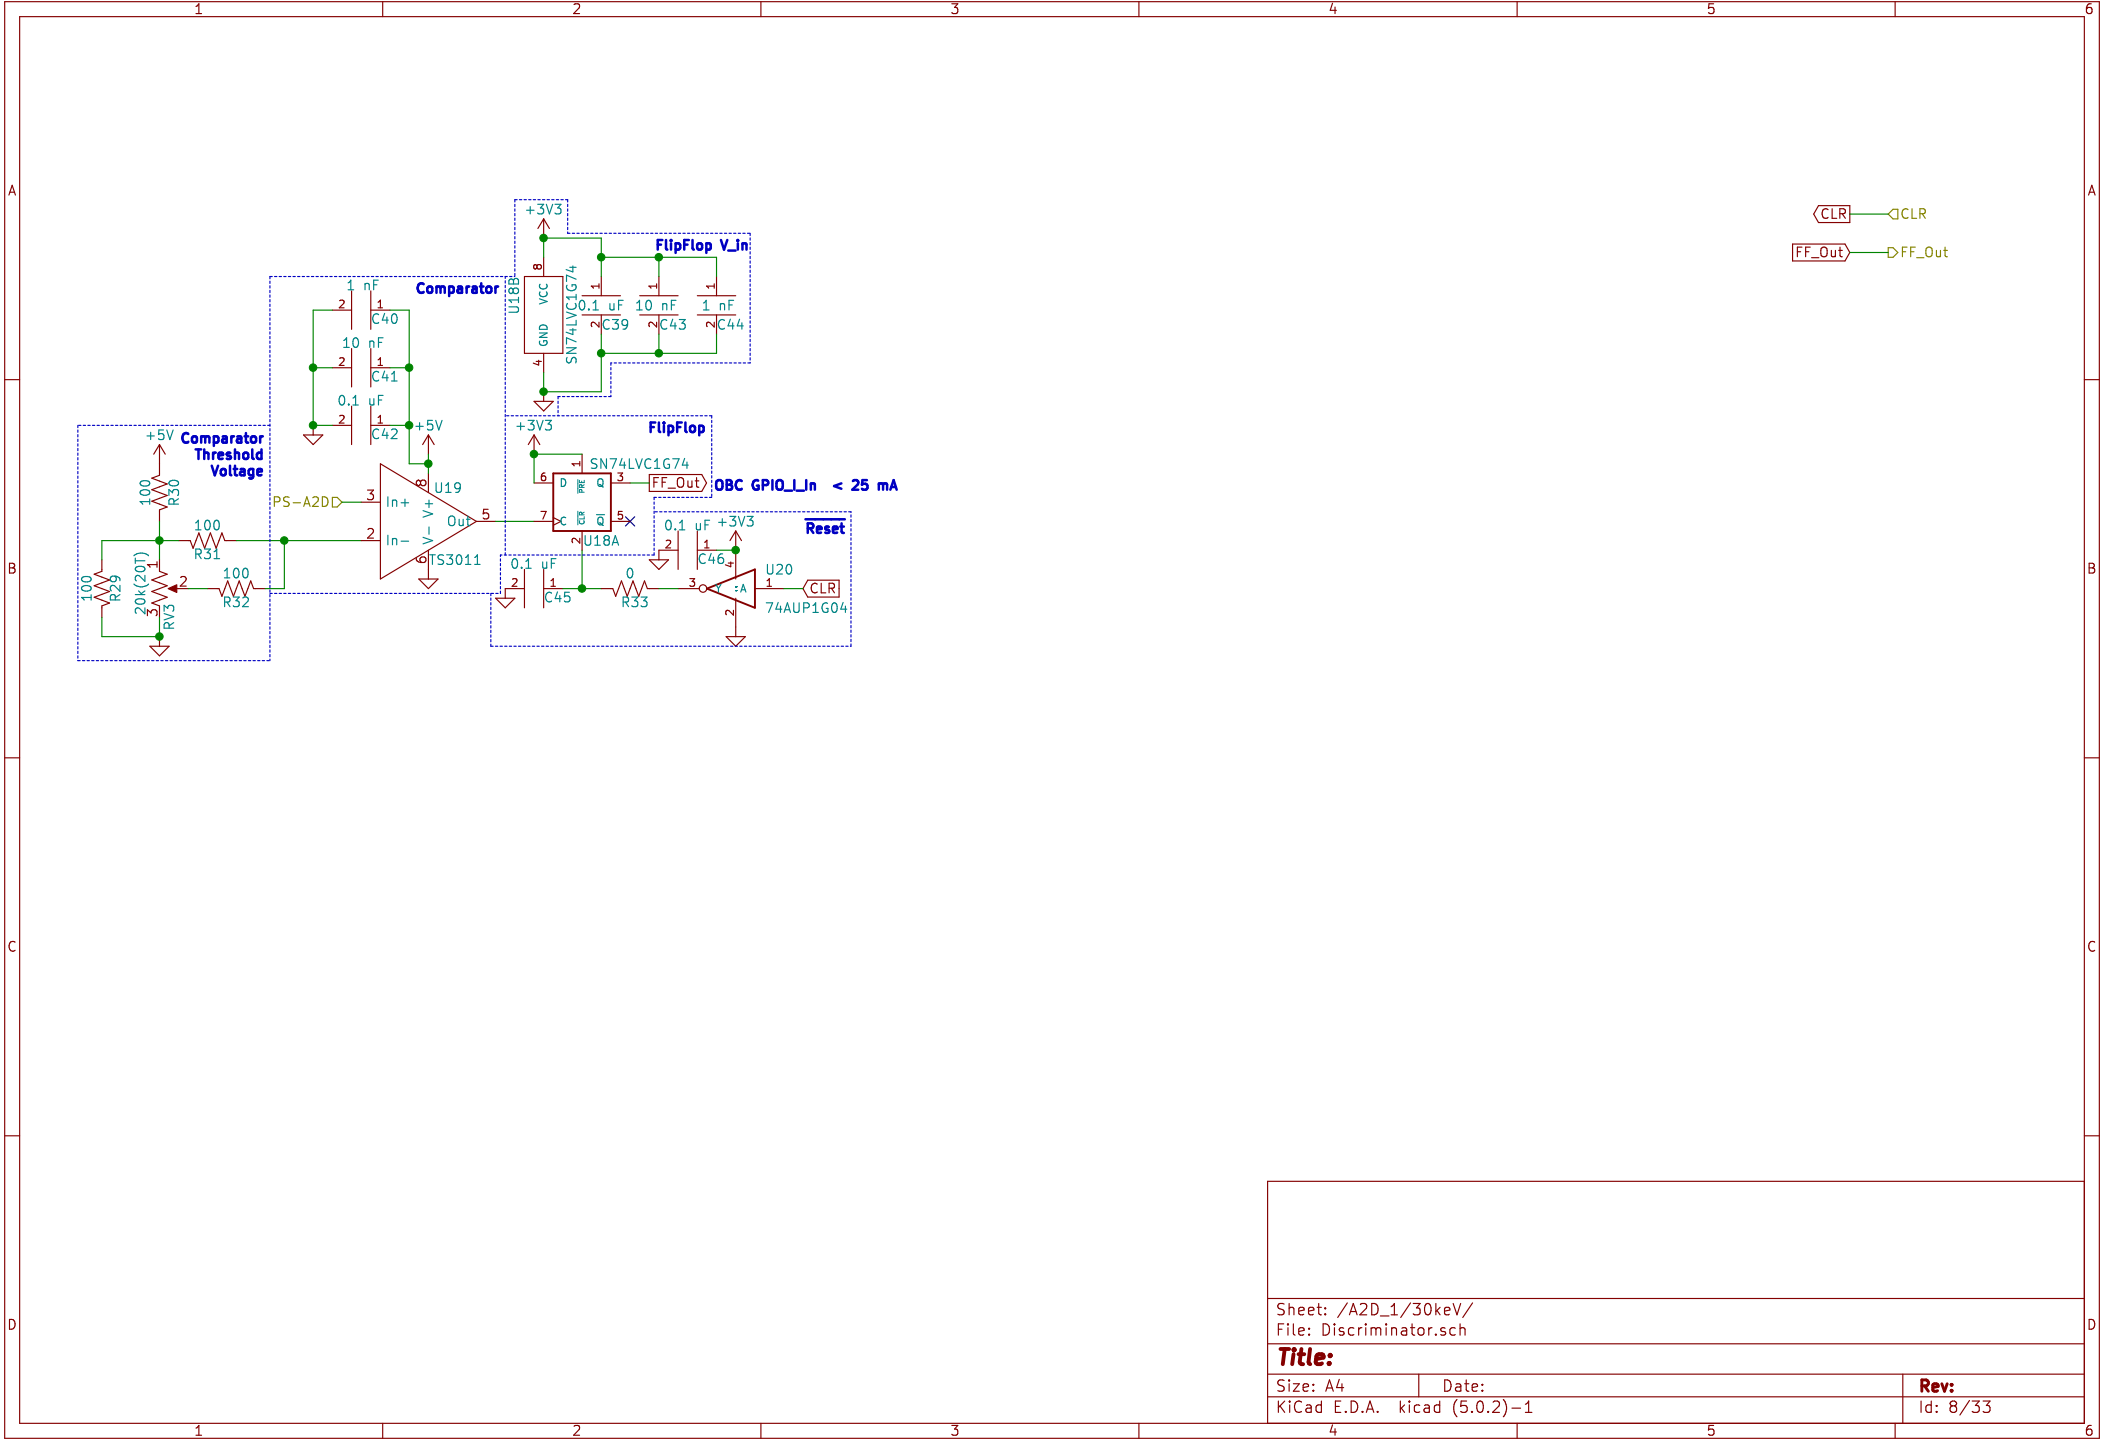 1 2 3 4 5 6
A A
CLR CLR
FF_Out FF_Out
+3V3
FlipFlop V_in
8
VCC
GND
4
U18B
SN74LVC1G74
1 1 1
0.1 uF 10 nF 1 nF
2 C39 2 C43 2 C44
Comparator
1 nF
2 1
C40
10 nF
2 1
C41
0.1 uF
2 1
C42
+5V
Comparator
Threshold
Voltage
+5V
100
R30
PS-A2D
100
R31
100
R29
20k(20T)
RV3
1
2
3
100
R32
3 In+
2 In-
8
V+
V-
6
U19
Out 5
TS3011
FlipFlop
+3V3
SN74LVC1G74
1
6 D PRE Q 3
FF_Out
OBC GPIO_I_in < 25 mA
7 C CLR Q 5
2
U18A
Reset
0.1 uF +3V3
2 1
C46
4
0.1 uF
2 1
C45
0
R33
U20
3 Y A 1
CLR
2
74AUP1G04
B B
C C
D D
Sheet: /A2D_1/30keV/
File: Discriminator.sch
Title:
Size: A4 Date: Rev:
KiCad E.D.A. kicad (5.0.2)-1 Id: 8/33
1 2 3 4 5 6